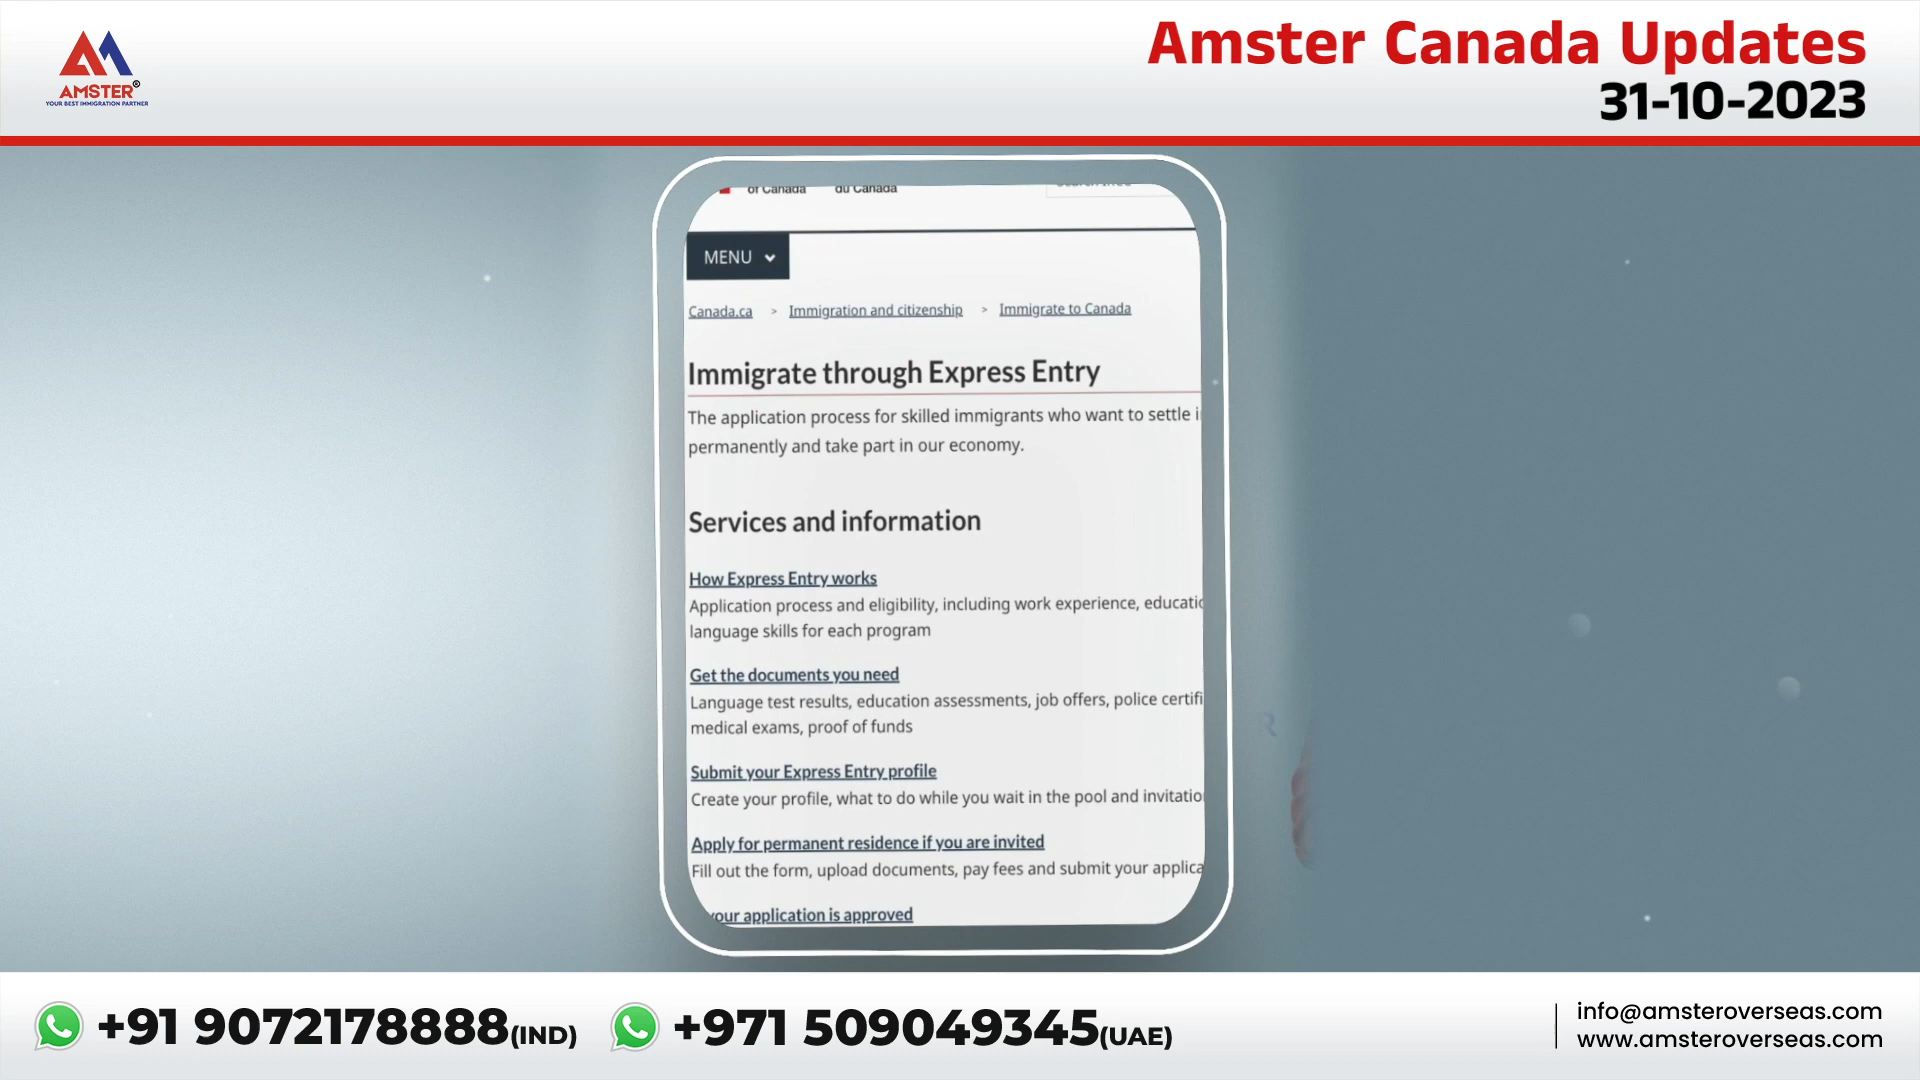 AMSTER®
YOUR BEST IMMIGRATION PARTNER
Amster Canada Updates
31-10-2023
of Canada du Canada
MENU
Canada.ca > Immigration and citizenship > Immigrate to Canada
Immigrate through Express Entry
The application process for skilled immigrants who want to settle i
permanently and take part in our economy.
Services and information
How Express Entry works
Application process and eligibility, including work experience, educatio
language skills for each program
Get the documents you need
Language test results, education assessments, job offers, police certifi
medical exams, proof of funds
Submit your Express Entry profile
Create your profile, what to do while you wait in the pool and invitatio
Apply for permanent residence if you are invited
Fill out the form, upload documents, pay fees and submit your applica
your application is approved
R
+91 9072178888(IND) +971 509049345(UAE)
info@amsteroverseas.com
www.amsteroverseas.com